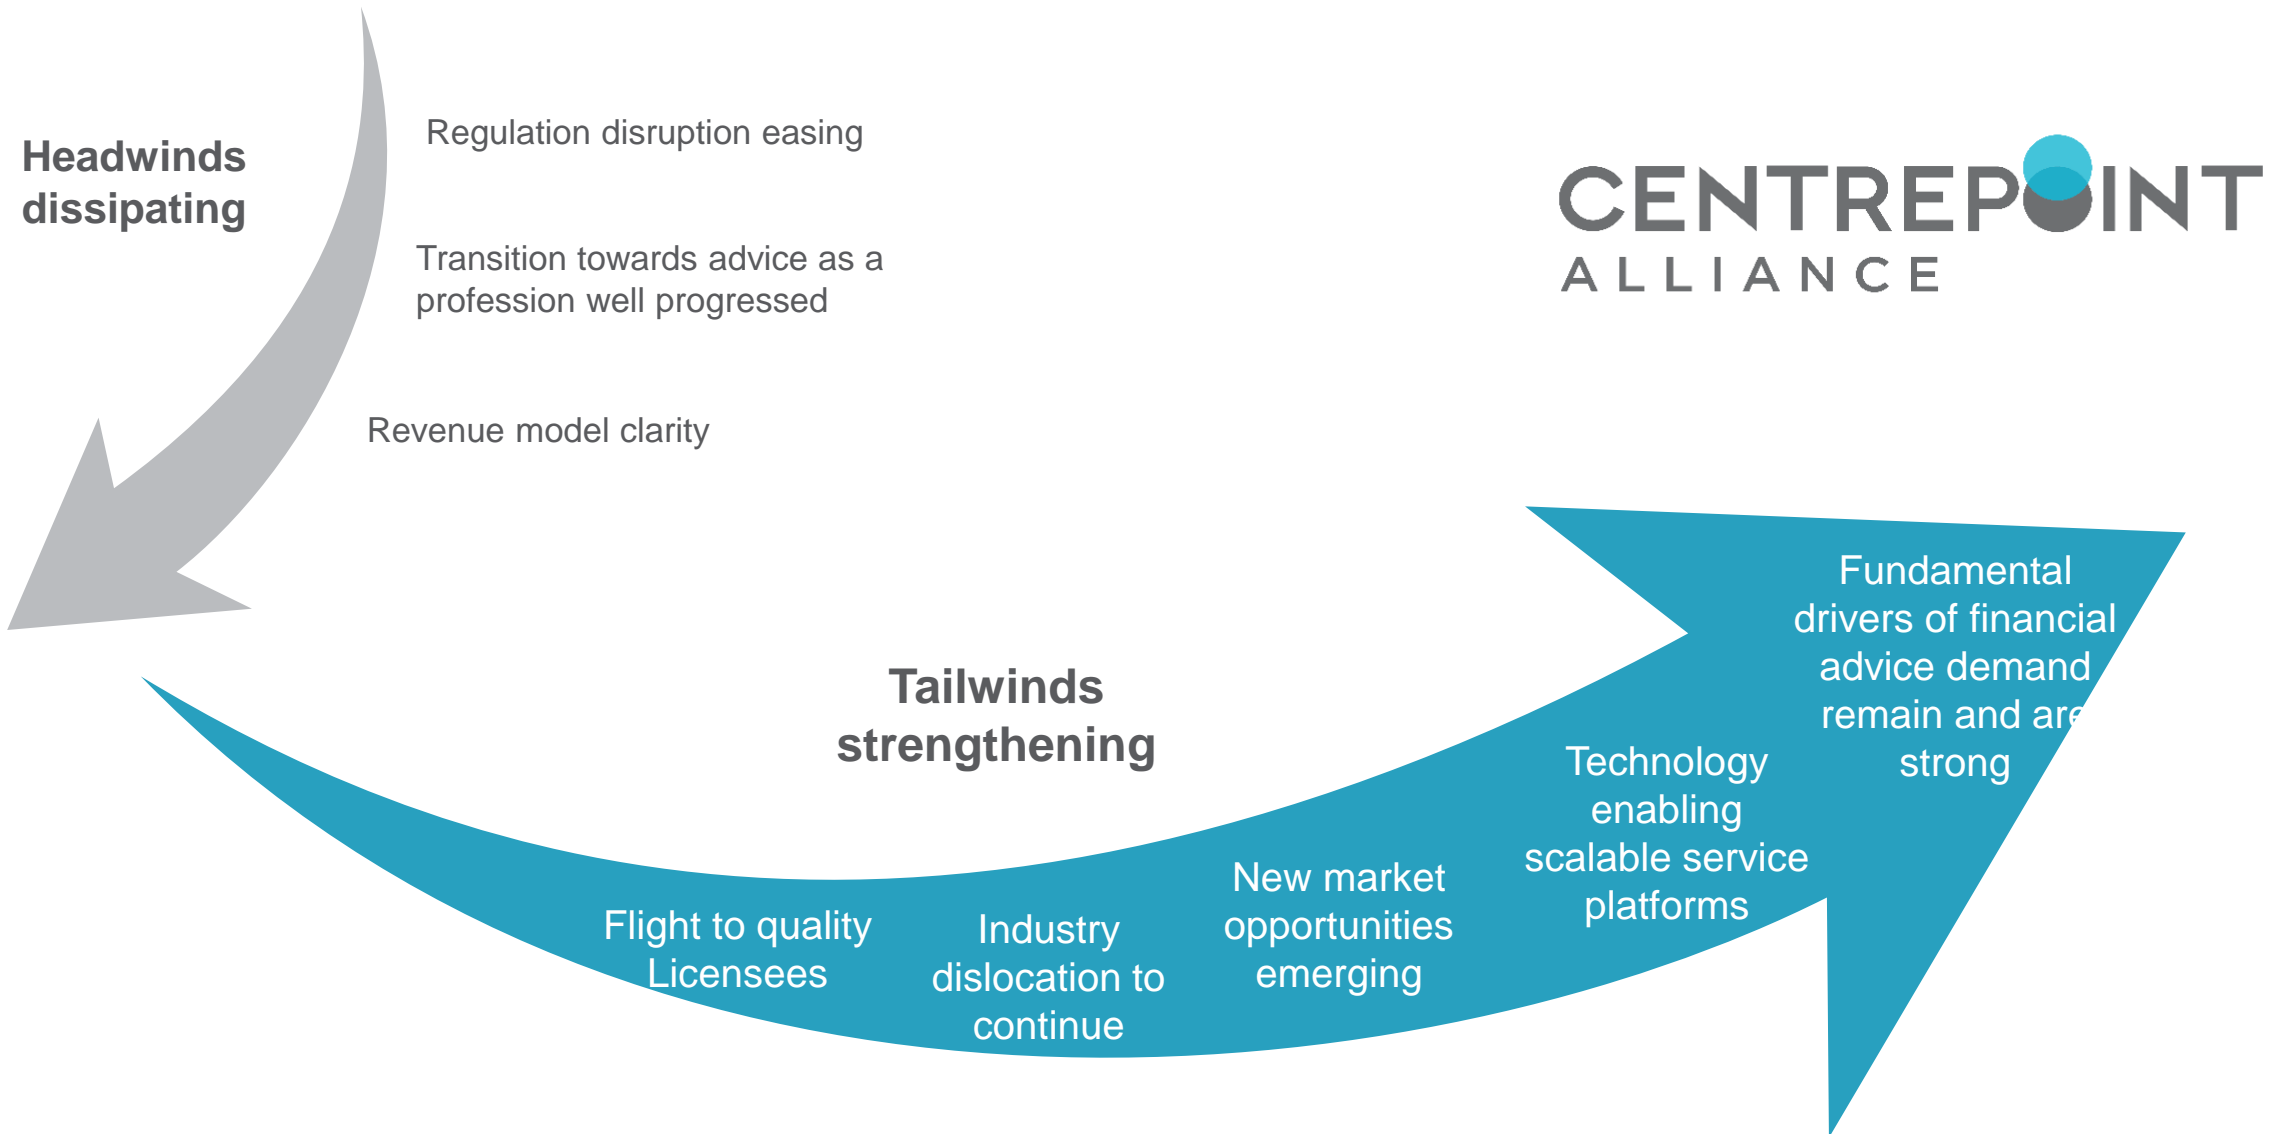 Headwinds
dissipating
Regulation disruption easing
Transition towards advice as a
profession well progressed
Revenue model clarity
CENTREPOINT
ALLIANCE
Tailwinds
strengthening
Flight to quality
Licensees
Industry
dislocation to
continue
New market
opportunities
emerging
Technology
enabling
scalable service
platforms
Fundamental
drivers of financial
advice demand
remain and are
strong